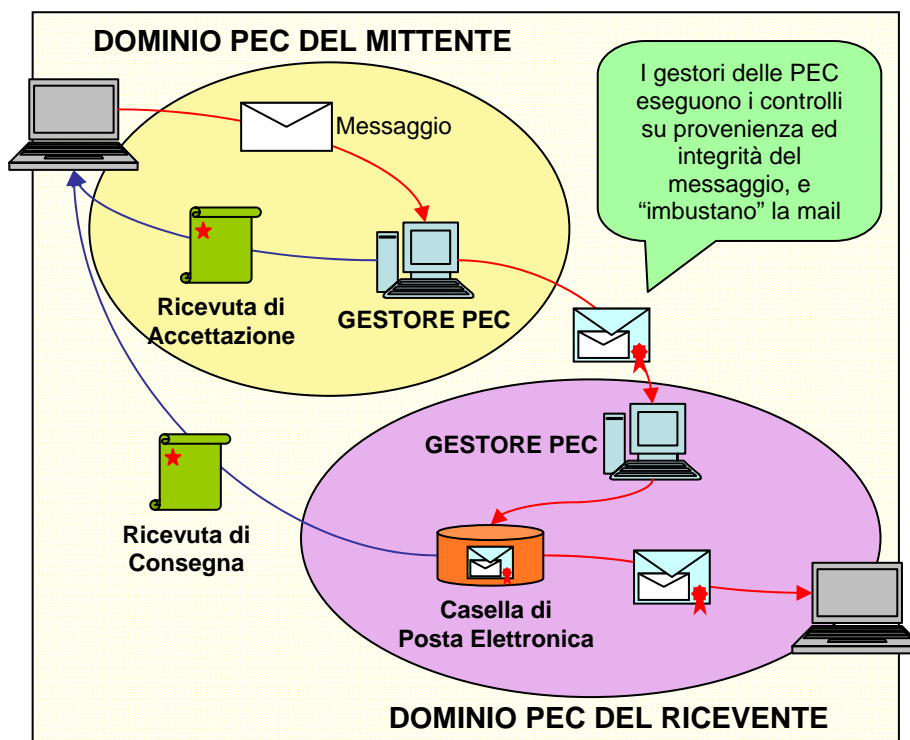 DOMINIO PEC DEL MITTENTE
I gestori delle PEC
eseguono i controlli
su provenienza ed
integrità del
messaggio, e
“imbustano” la mail
Messaggio
Ricevuta di
Accettazione
GESTORE PEC
GESTORE PEC
Ricevuta di
Consegna
Casella di
Posta Elettronica
DOMINIO PEC DEL RICEVENTE